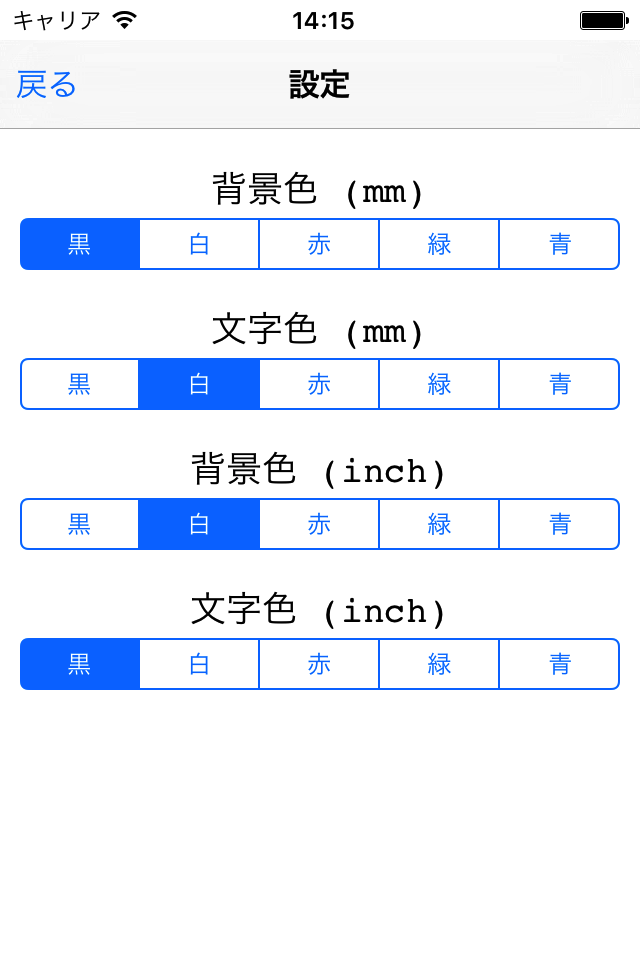 キャリア 14:15
戻る 設定
背景色 (mm)
黒 白 赤 緑 青
文字色 (mm)
黒 白 赤 緑 青
背景色 (inch)
黒 白 赤 緑 青
文字色 (inch)
黒 白 赤 緑 青